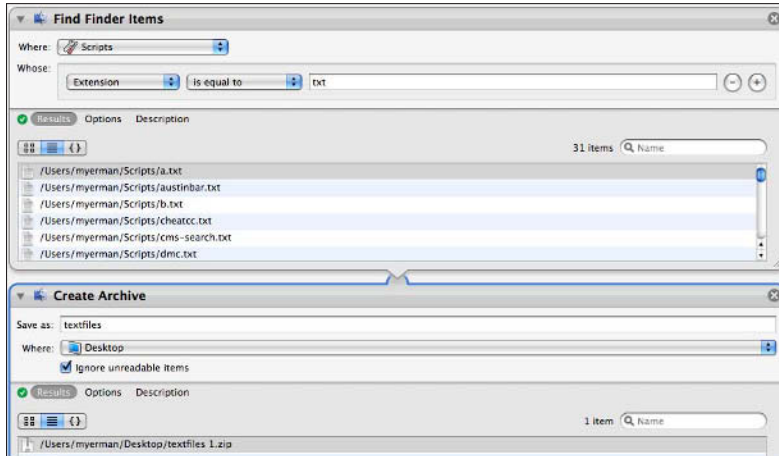 Find Finder Items
Where: Scripts
Whose:
Extension is equal to txt
Results Options Description
31 items Name
/Users/myerman/Scripts/a.txt
/Users/myerman/Scripts/austinbar.txt
/Users/myerman/Scripts/b.txt
/Users/myerman/Scripts/cheatcc.txt
/Users/myerman/Scripts/cms-search.txt
/Users/myerman/Scripts/dmc.txt
Create Archive
Save as: textfiles
Where: Desktop
Ignore unreadable items
Results Options Description
1 item Name
/Users/myerman/Desktop/textfiles 1.zip